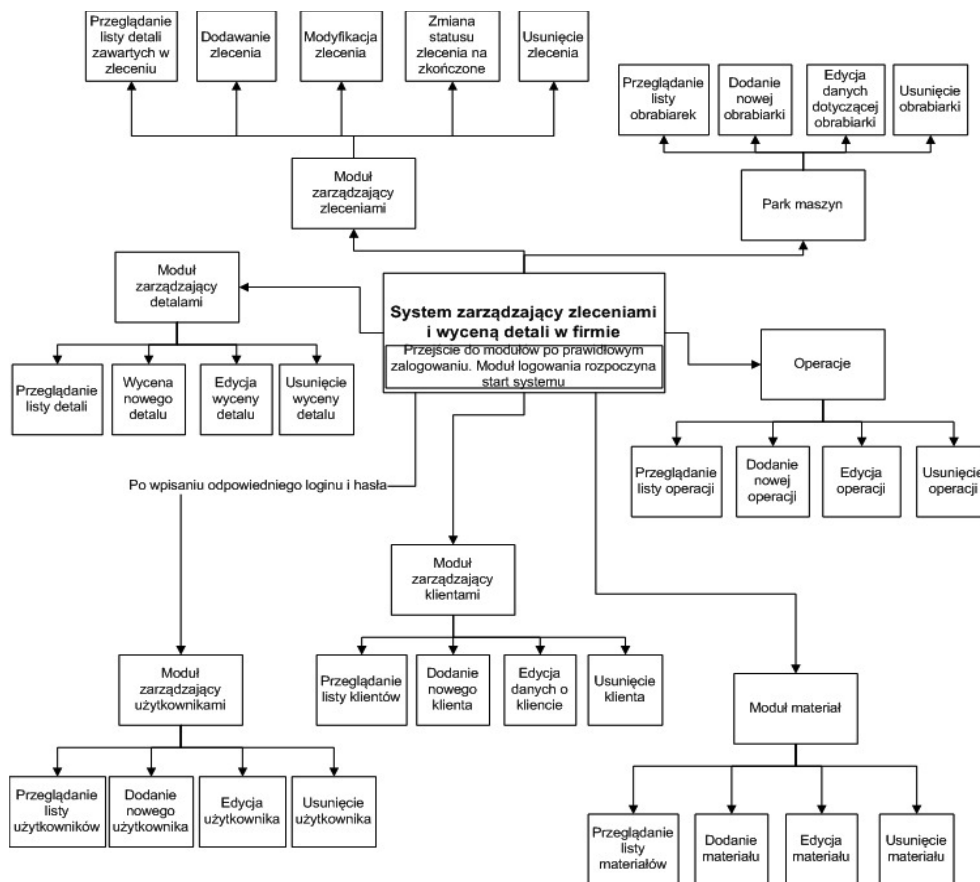 Przeglądanie
listy detali
zawartych w
zleceniu
Dodawanie
zlecenia
Modyfikacja
zlecenia
Zmiana
statusu
zlecenia na
zkończone
Usunięcie
zlecenia
Przeglądanie
listy
obrabiarek
Dodanie
nowej
obrabiarki
Edycja
danych
dotyczącej
obrabiarki
Usunięcie
obrabiarki
Moduł
zarządzający
zleceniami
Park maszyn
Moduł
zarządzający
detalami
System zarządzający zleceniami
i wyceną detali w firmie
Przejście do modułów po prawidłowym
zalogowaniu. Moduł logowania rozpoczyna
start systemu
Operacje
Przeglądanie
listy detali
Wycena
nowego
detalu
Edycja
wyceny
detalu
Usunięcie
wyceny
detalu
Przeglądanie
listy operacji
Dodanie
nowej
operacji
Edycja
operacji
Usunięcie
operacji
Po wpisaniu odpowiedniego loginu i hasła
Moduł
zarządzający
klientami
Przeglądanie
listy klientów
Dodanie
nowego
klienta
Edycja
danych o
kliencie
Usunięcie
klienta
Moduł
zarządzający
użytkownikami
Moduł materiał
Przeglądanie
listy
użytkowników
Dodanie
nowego
użytkownika
Edycja
użytkownika
Usunięcie
użytkownika
Przeglądanie
listy
materiałów
Dodanie
materiału
Edycja
materiału
Usunięcie
materiału